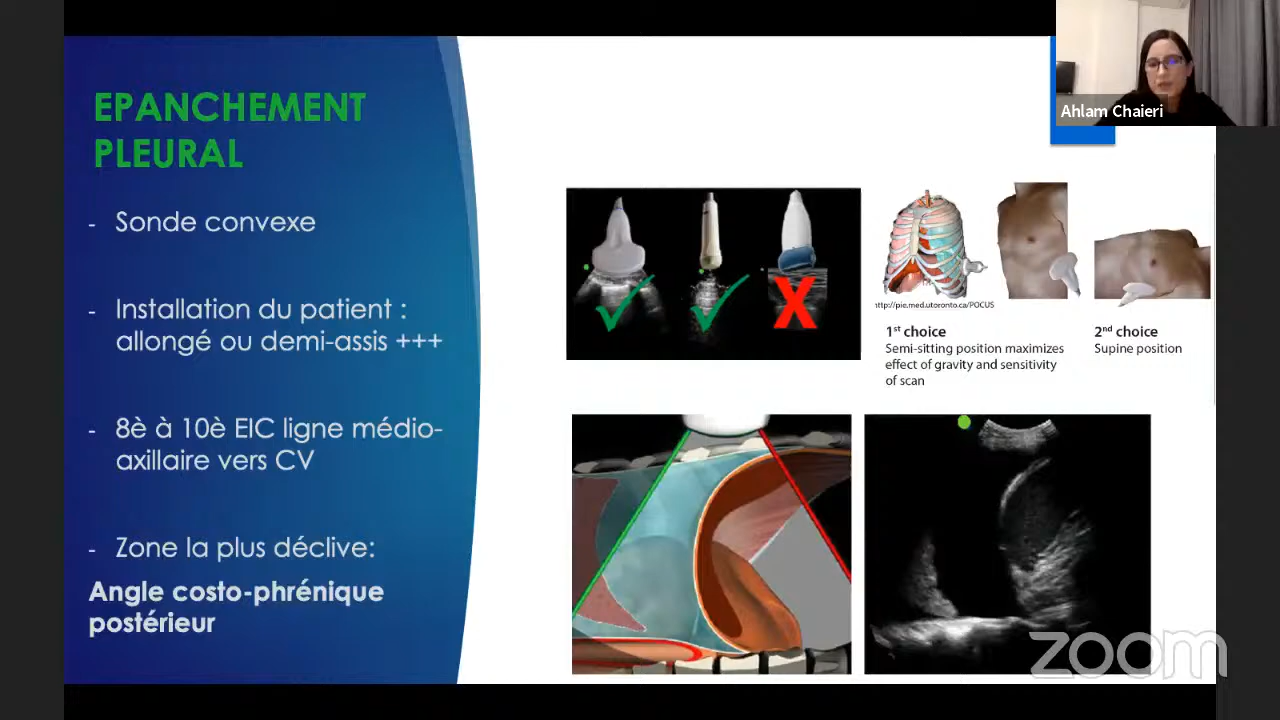 EPANCHEMENT
PLEURAL
- Sonde convexe
- Installation du patient :
allongé ou demi-assis +++
- 8è à 10è EIC ligne médio-
axillaire vers CV
- Zone la plus déclive:
Angle costo-phrénique
postérieur
X
http://pie.med.utoronto.ca/POCUS
1st choice
Semi-sitting position maximizes
effect of gravity and sensitivity
of scan
2nd choice
Supine position
Ahlam Chaieri
zoom